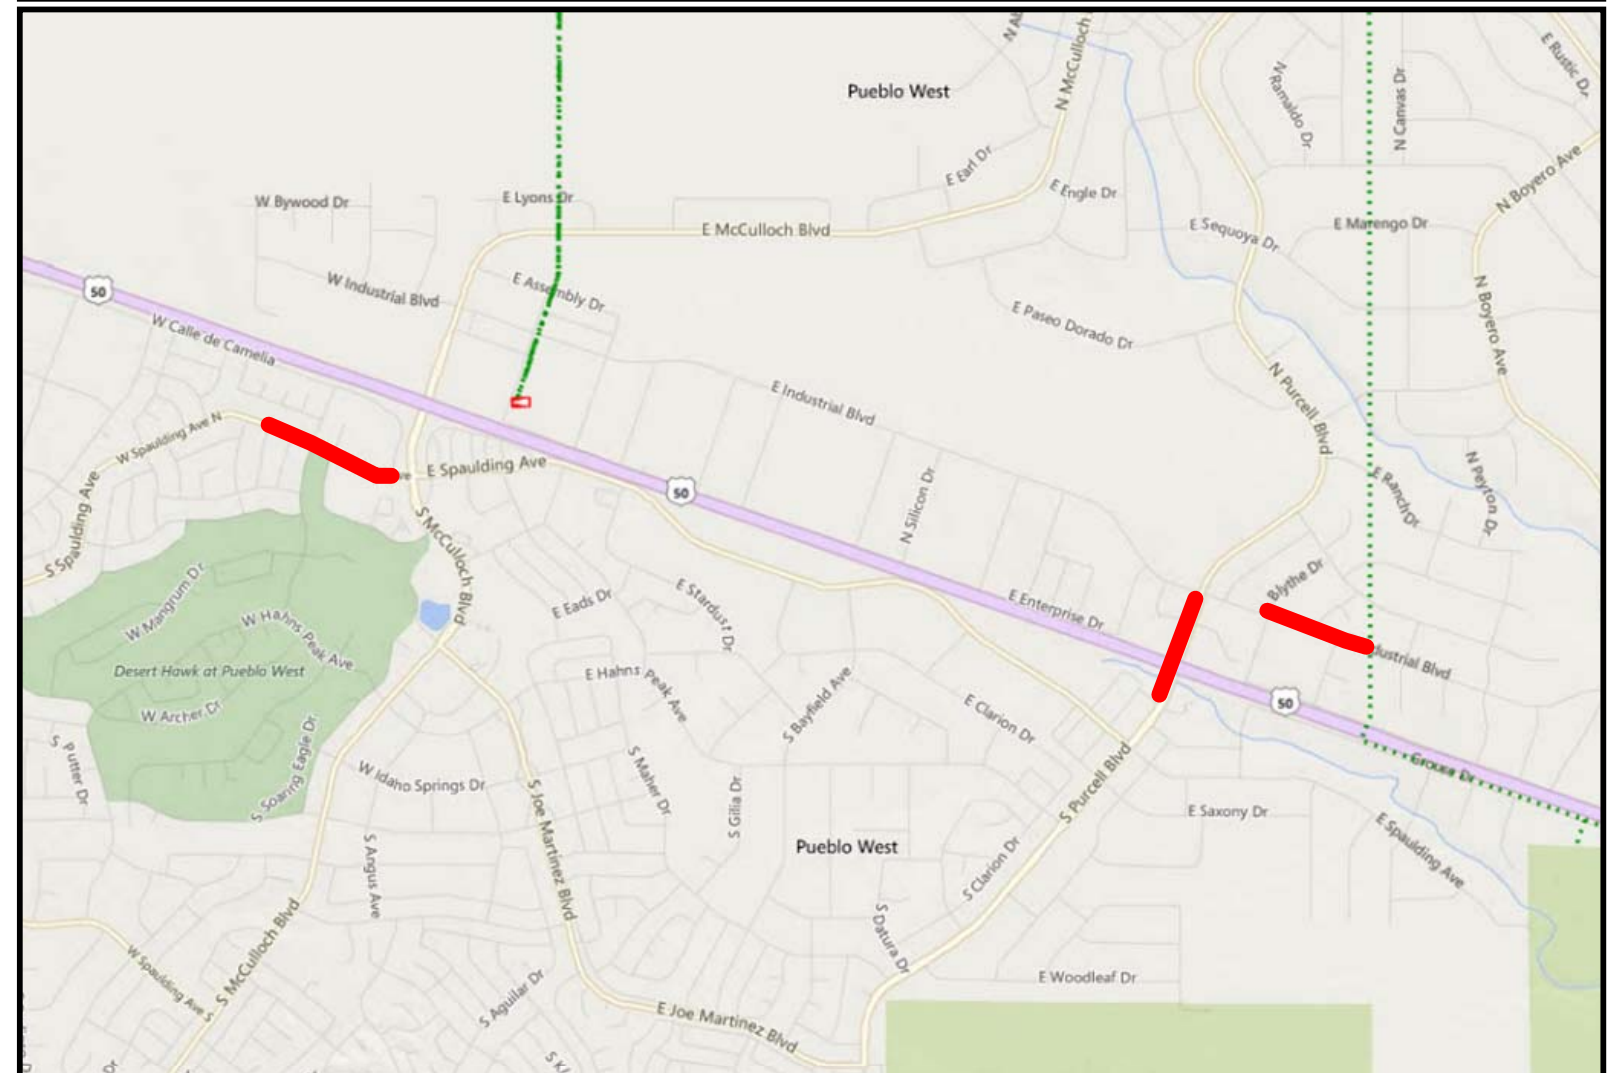 N McCulloch
E Rustic Dr
Pueblo West
N Ramaldo Dr
N Canvas Dr
E Earl Dr
E Engle Dr
N Boyero Ave
W Bywood Dr
E Lyons Dr
E McCulloch Blvd
E Sequoya Dr
E Marengo Dr
50
W Industrial Blvd
E Assembly Dr
E Paseo Dorado Dr
N Boyero Ave
W Calle de Camelia
E Industrial Blvd
N Purcell Blvd
W Spaulding Ave N
E Spaulding Ave
50
S Spaulding Ave
N Silicon Dr
E Ranch Dr
N Peyton Dr
S McCulloch Blvd
Blythe Dr
W Mangrum Dr
W Hahns Peak Ave
E Eads Dr
E Stardust Dr
E Enterprise Dr
Desert Hawk at Pueblo West
E Hahns Peak Ave
dustrial Blvd
W Archer Dr
S Bayfield Ave
E Clarion Dr
50
S Putter Dr
S Soaring Eagle Dr
W Idaho Springs Dr
S Maher Dr
S Gilia Dr
S Purcell Blvd
Grouse Dr
E Saxony Dr
E Spaulding Ave
S Joe Martinez Blvd
Pueblo West
S Angus Ave
S Clarion Dr
S Datura Dr
W Spaulding Ave S
S McCulloch Blvd
S Aguilar Dr
E Woodleaf Dr
E Joe Martinez Blvd
Dr